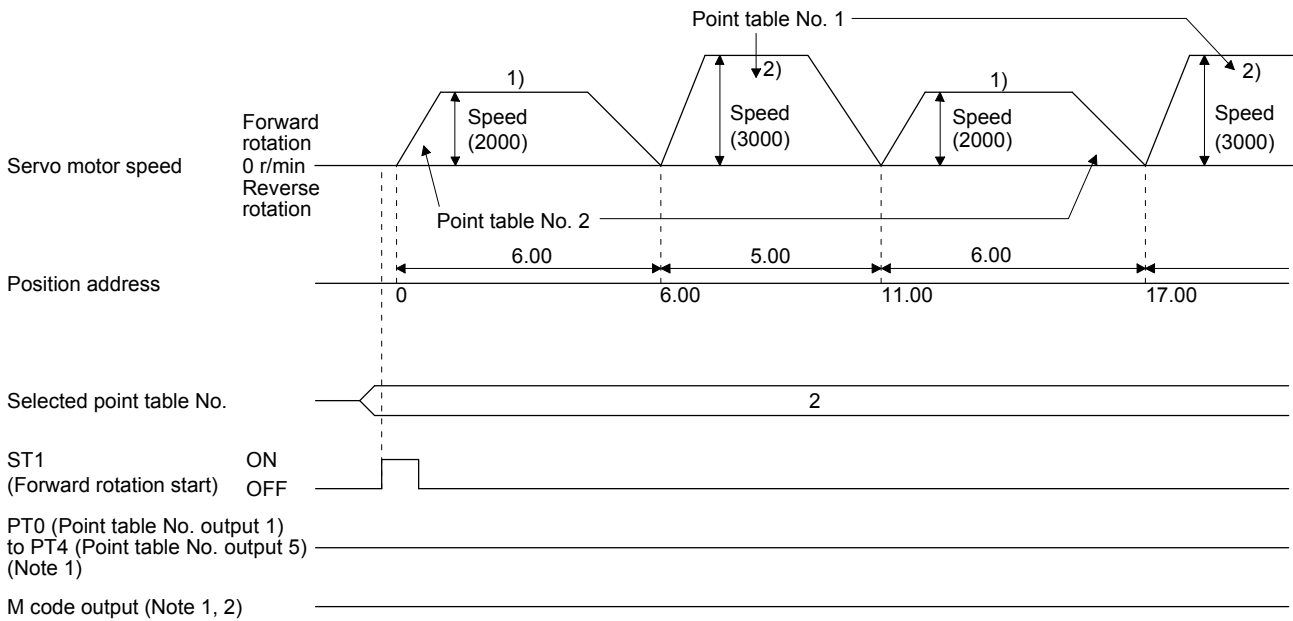 Point table No. 1
1)
2)
1)
2)
Speed
(2000)
Speed
(3000)
Speed
(2000)
Speed
(3000)
Forward
rotation
Servo motor speed
0 r/min
Reverse
rotation
Point table No. 2
6.00
5.00
6.00
Position address
0
6.00
11.00
17.00
Selected point table No.
2
ST1
(Forward rotation start)
ON
OFF
PT0 (Point table No. output 1)
to PT4 (Point table No. output 5)
(Note 1)
M code output (Note 1, 2)